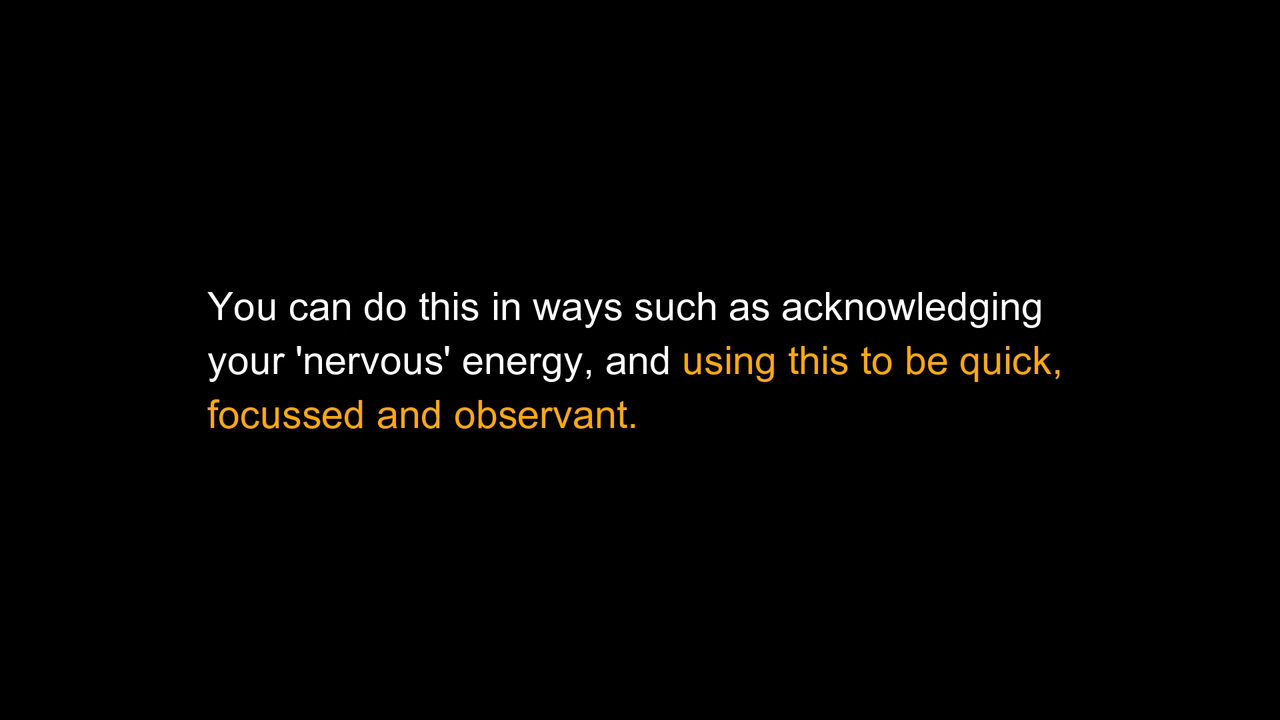 You can do this in ways such as acknowledging
your 'nervous' energy, and using this to be quick,
focussed and observant.